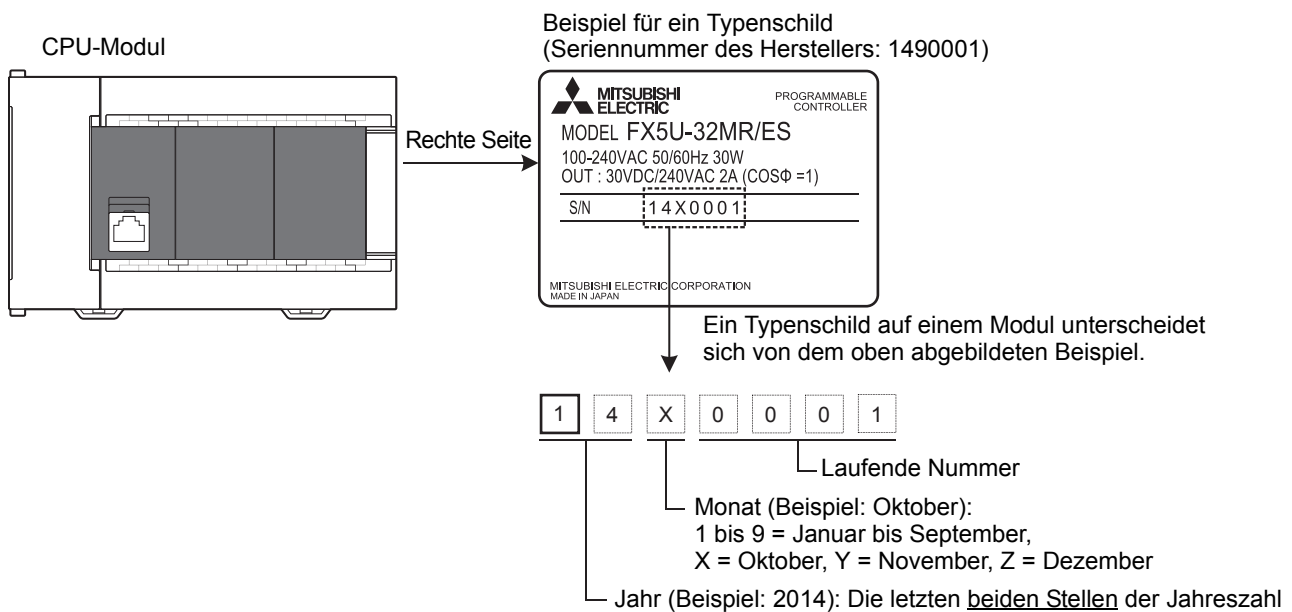 CPU-Modul
Beispiel für ein Typenschild
(Seriennummer des Herstellers: 1490001)
Rechte Seite
MITSUBISHI
ELECTRIC
PROGRAMMABLE
CONTROLLER
MODEL FX5U-32MR/ES
100-240VAC 50/60Hz 30W
OUT : 30VDC/240VAC 2A (COSΦ =1)
S/N 14X0001
MITSUBISHI ELECTRIC CORPORATION
MADE IN JAPAN
Ein Typenschild auf einem Modul unterscheidet
sich von dem oben abgebildeten Beispiel.
1 4 X 0 0 0 1
Laufende Nummer
Monat (Beispiel: Oktober):
1 bis 9 = Januar bis September,
X = Oktober, Y = November, Z = Dezember
Jahr (Beispiel: 2014): Die letzten beiden Stellen der Jahreszahl